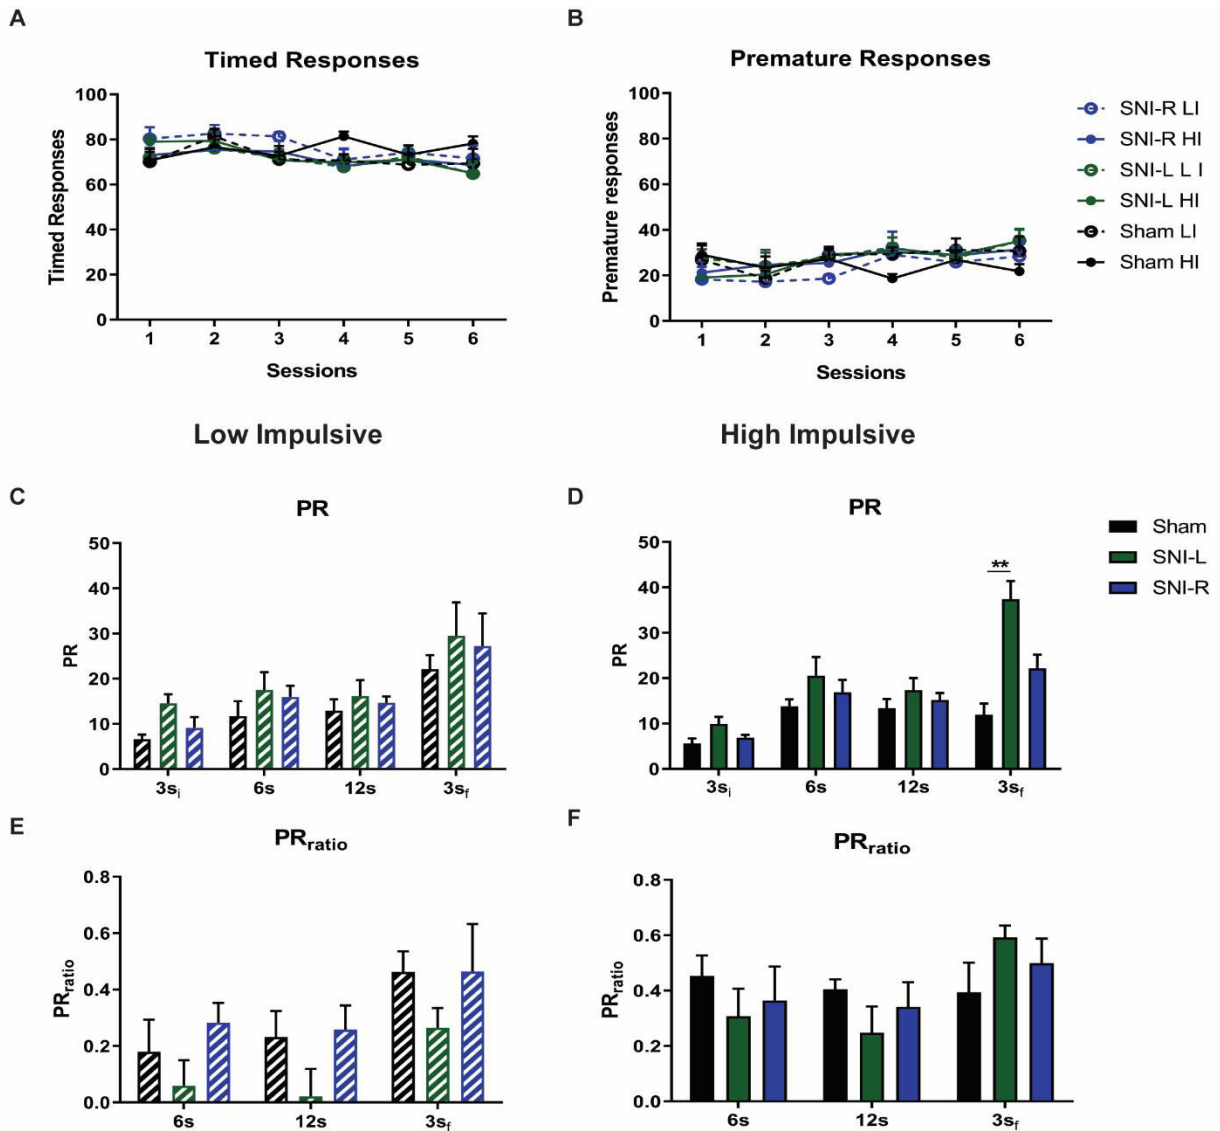 A
B
Timed Responses
Premature Responses
Timed Responses
100
80
60
40
20
0
1 2 3 4 5 6
Sessions
Premature responses
100
80
60
40
20
0
1 2 3 4 5 6
Sessions
SNI-R LI
SNI-R HI
SNI-L L I
SNI-L HI
Sham LI
Sham HI
Low Impulsive
High Impulsive
C
PR
PR
50
40
30
20
10
0
3si 6s 12s 3sf
D
PR
PR
50
40
30
20
10
0
**
3si 6s 12s 3sf
Sham
SNI-L
SNI-R
E
PRratio
PRratio
0.8
0.6
0.4
0.2
0.0
6s 12s 3sf
F
PRratio
PRratio
0.8
0.6
0.4
0.2
0.0
6s 12s 3sf